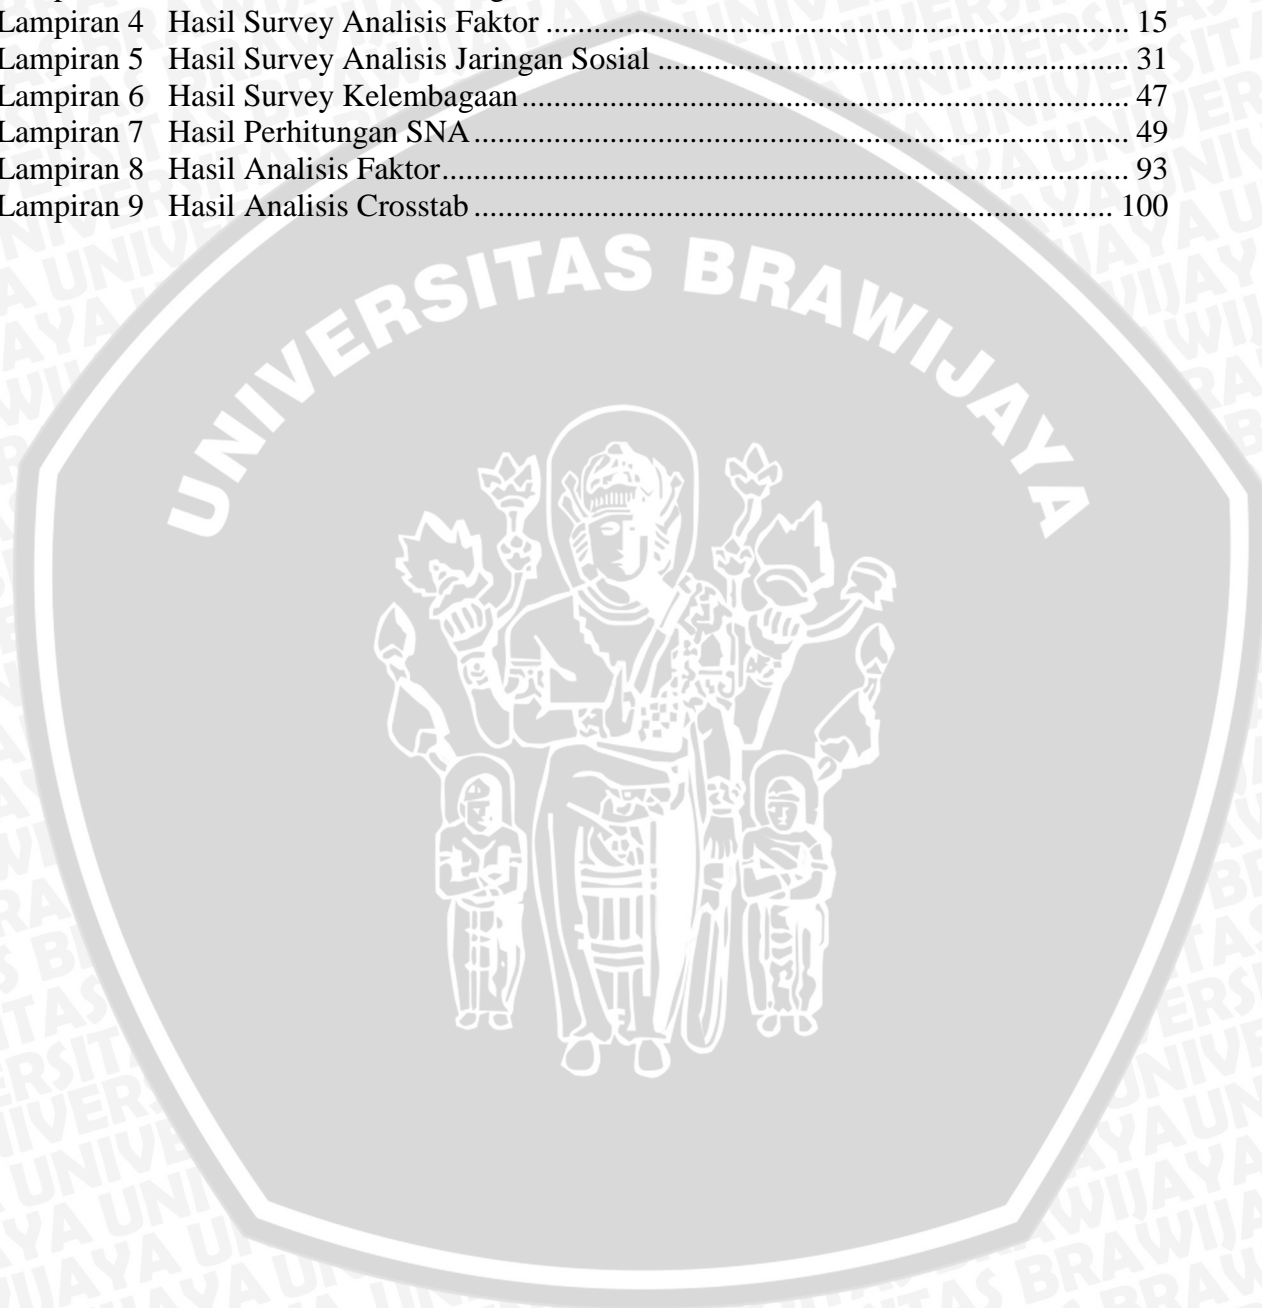 Lampiran 4 Hasil Survey Analisis Faktor ........................................................................................... 15
Lampiran 5 Hasil Survey Analisis Jaringan Sosial ......................................................................... 31
Lampiran 6 Hasil Survey Kelembagaan............................................................................................... 47
Lampiran 7 Hasil Perhitungan SNA...................................................................................................... 49
Lampiran 8 Hasil Analisis Faktor........................................................................................................... 93
Lampiran 9 Hasil Analisis Crosstab .................................................................................................... 100
UNIVERSITAS BRAWIJAYA